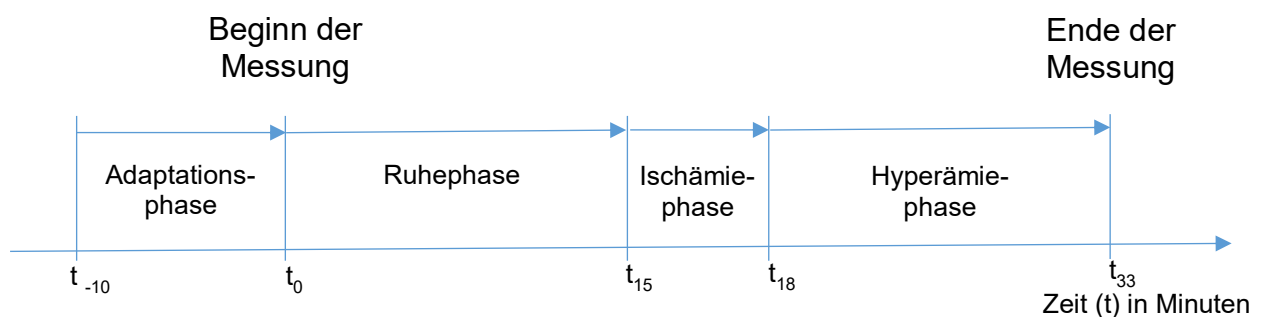 Beginn der
Messung
Ende der
Messung
Adaptations-
phase
Ruhephase
Ischämie-
phase
Hyperämie-
phase
t -10
t0
t15
t18
t33
Zeit (t) in Minuten